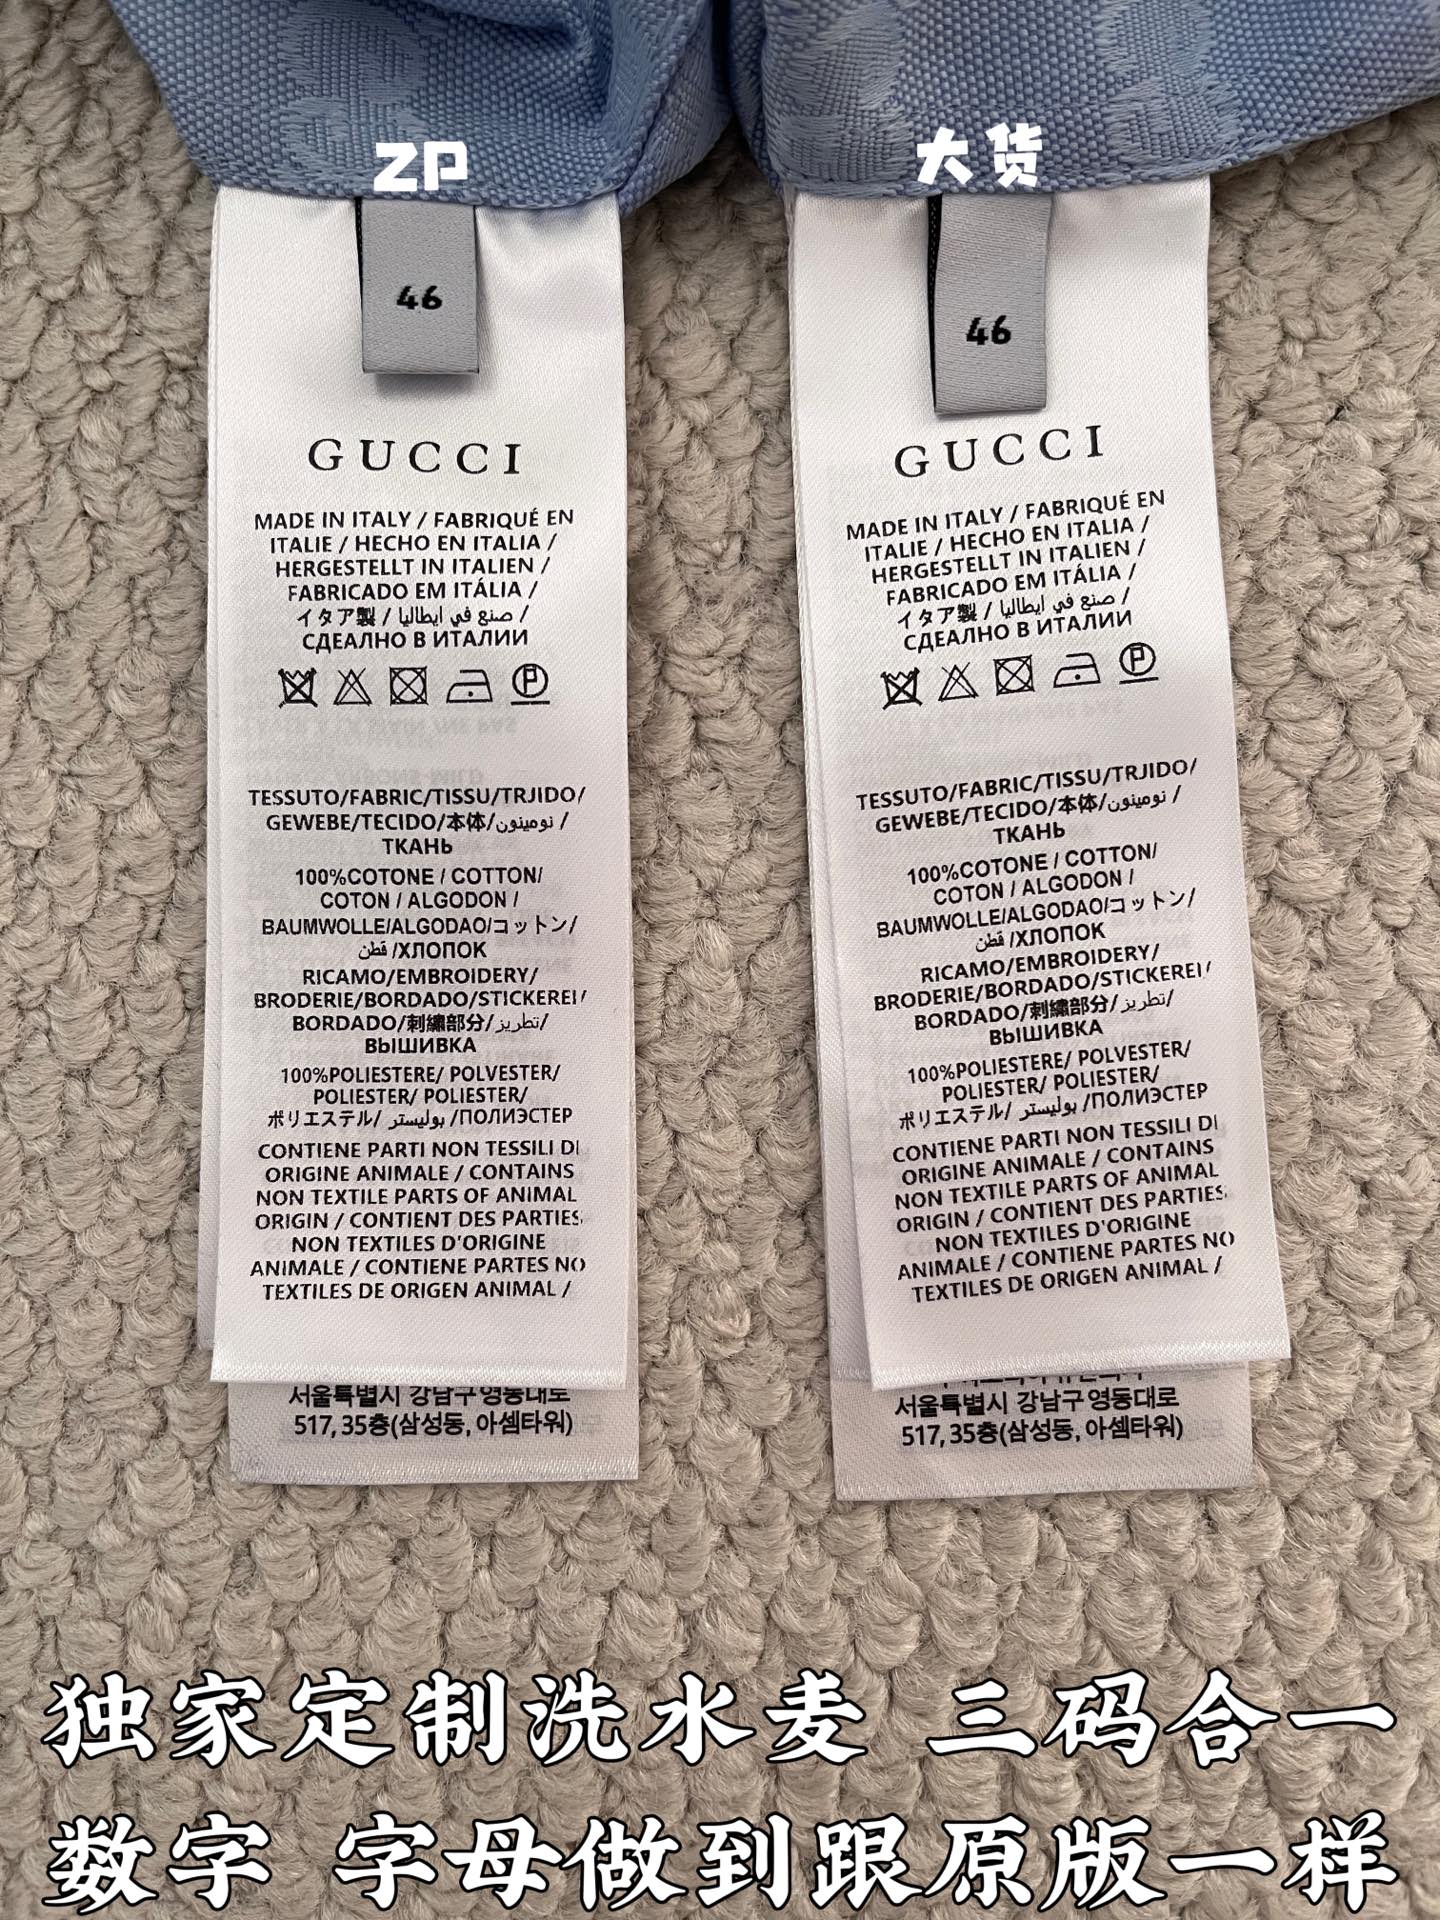 ZP
46
GUCCI
MADE IN ITALY / FABRIQUÉ EN
ITALIE / HECHO EN ITALIA /
HERGESTELLT IN ITALIEN /
FABRICADO EM ITÁLIA /
イタア製 / صنع في ايطاليا /
СДЕАЛНО В ИТАЛИИ
TESSUTO/FABRIC/TISSU/TRJIDO/
GEWEBE/TECIDO/本体/نومينون /
ТКАНЬ
100%COTONE / COTTON/
COTON / ALGODON /
BAUMWOLLE/ALGODAO/コットン/
قطن /ХЛОПОК
RICAMO/EMBROIDERY/
BRODERIE/BORDADO/STICKEREI/
BORDADO/刺繡部分/تطريز/
ВЫШИВКА
100%POLIESTERE/ POLVESTER/
POLIESTER/ POLIESTER/
ポリエステル/ بوليستر /ПОЛИЭСТЕР
CONTIENE PARTI NON TESSILI DI
ORIGINE ANIMALE / CONTAINS
NON TEXTILE PARTS OF ANIMAL
ORIGIN / CONTIENT DES PARTIES
NON TEXTILES D'ORIGINE
ANIMALE / CONTIENE PARTES NO
TEXTILES DE ORIGEN ANIMAL /
서울특별시 강남구 영동대로
517, 35층(삼성동, 아셈타워)
大货
46
GUCCI
MADE IN ITALY / FABRIQUÉ EN
ITALIE / HECHO EN ITALIA /
HERGESTELLT IN ITALIEN /
FABRICADO EM ITÁLIA /
イタア製 / صنع في ايطاليا /
СДЕАЛНО В ИТАЛИИ
TESSUTO/FABRIC/TISSU/TRJIDO/
GEWEBE/TECIDO/本体/نومينون /
ТКАНЬ
100%COTONE / COTTON/
COTON / ALGODON /
BAUMWOLLE/ALGODAO/コットン/
قطن /ХЛОПОК
RICAMO/EMBROIDERY/
BRODERIE/BORDADO/STICKEREI/
BORDADO/刺繡部分/تطريز/
ВЫШИВКА
100%POLIESTERE/ POLVESTER/
POLIESTER/ POLIESTER/
ポリエステル/ بوليستر /ПОЛИЭСТЕР
CONTIENE PARTI NON TESSILI DI
ORIGINE ANIMALE / CONTAINS
NON TEXTILE PARTS OF ANIMAL
ORIGIN / CONTIENT DES PARTIES
NON TEXTILES D'ORIGINE
ANIMALE / CONTIENE PARTES NO
TEXTILES DE ORIGEN ANIMAL /
서울특별시 강남구 영동대로
517, 35층(삼성동, 아셈타워)
独家定制洗水麦 三码合一
数字 字母做到跟原版一样